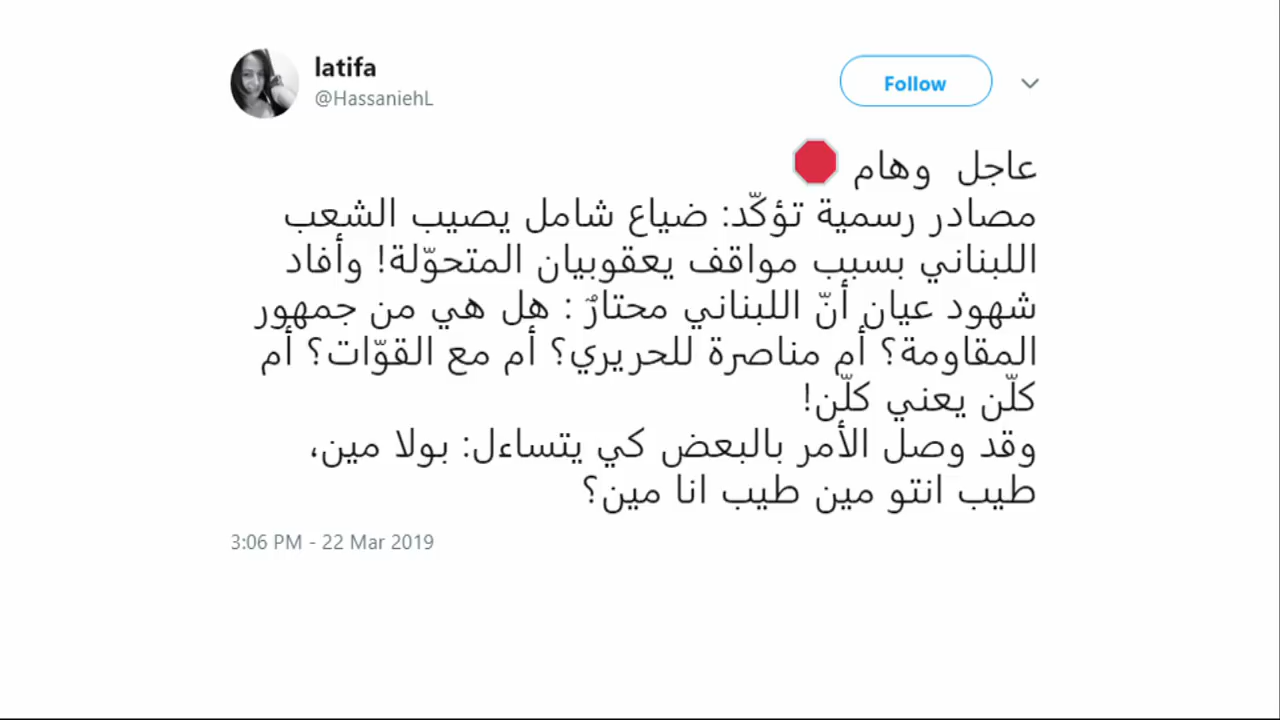 latifa
@HassaniehL
Follow
عاجل وهام
مصادر رسمية تؤكّد: ضياع شامل يصيب الشعب
اللبناني بسبب مواقف يعقوبيان المتحوّلة! وأفاد
شهود عيان أنّ اللبناني محتارٌ : هل هي من جمهور
المقاومة؟ أم مناصرة للحريري؟ أم مع القوّات؟ أم
كلّن يعني كلّن!
وقد وصل الأمر بالبعض كي يتساءل: بولا مين،
طيب انتو مين طيب انا مين؟
3:06 PM - 22 Mar 2019